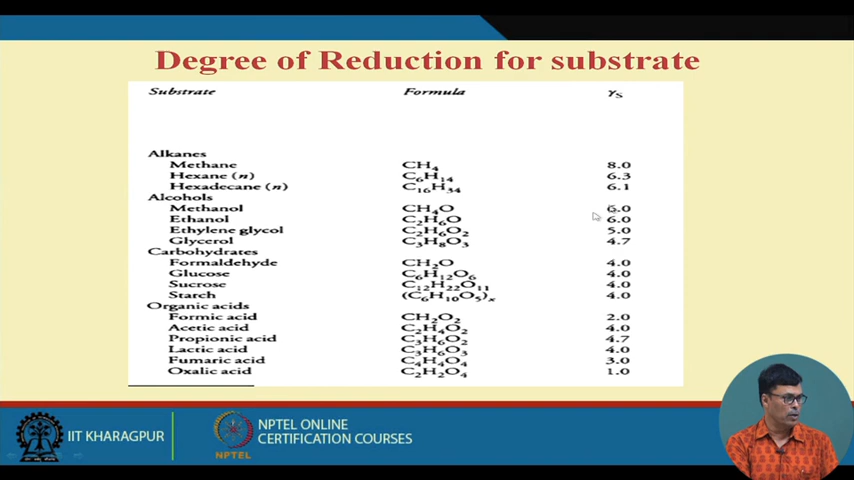 Degree of Reduction for substrate
Substrate Formula γS
Alkanes
Methane CH4 8.0
Hexane (n) C6H14 6.3
Hexadecane (n) C16H34 6.1
Alcohols
Methanol CH4O 6.0
Ethanol C2H6O 6.0
Ethylene glycol C2H6O2 5.0
Glycerol C3H8O3 4.7
Carbohydrates
Formaldehyde CH2O 4.0
Glucose C6H12O6 4.0
Sucrose C12H22O11 4.0
Starch (C6H10O5)x 4.0
Organic acids
Formic acid CH2O2 2.0
Acetic acid C2H4O2 4.0
Propionic acid C3H6O2 4.7
Lactic acid C3H6O3 4.0
Fumaric acid C4H4O4 3.0
Oxalic acid C2H2O4 1.0
IIT KHARAGPUR
NPTEL
NPTEL ONLINE
CERTIFICATION COURSES